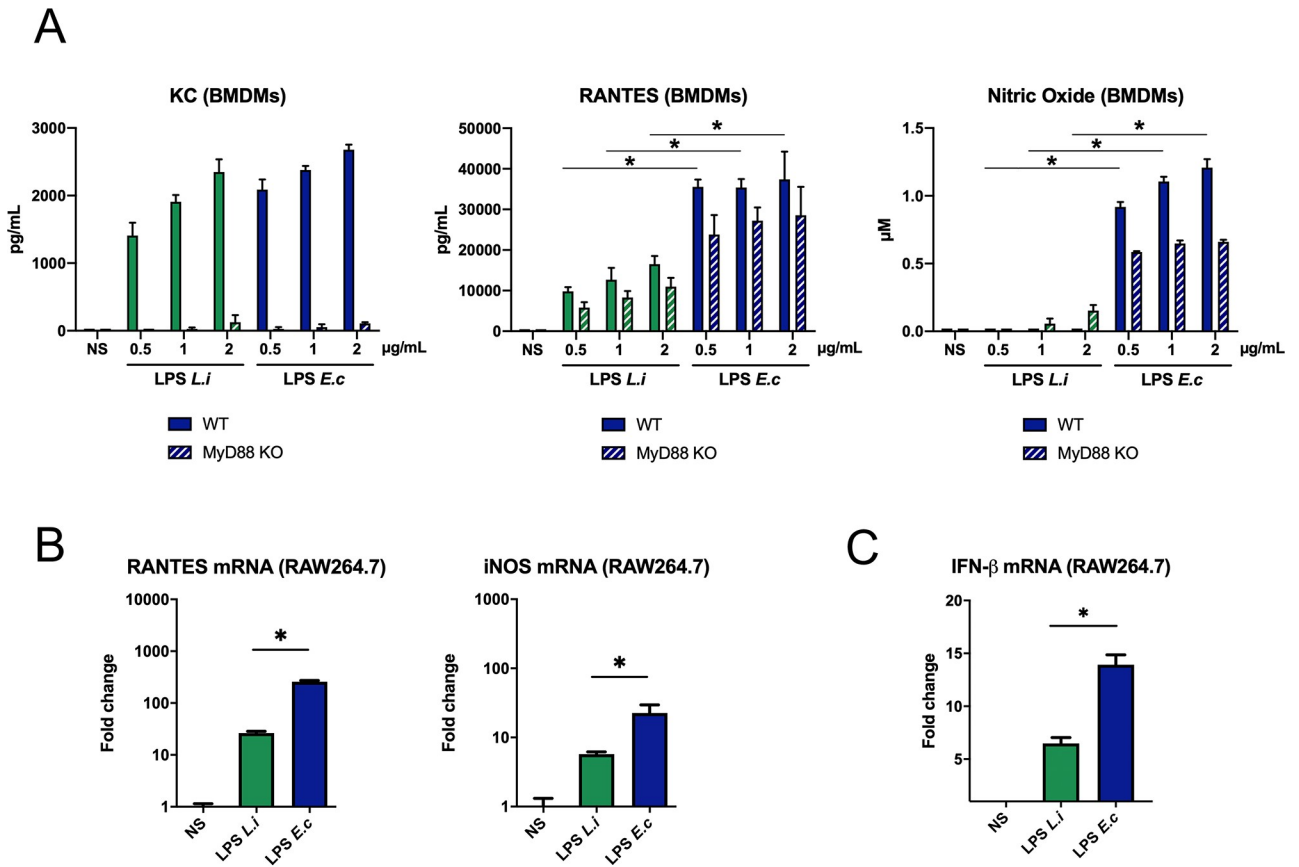 A
KC (BMDMs)
3000
2000
1000
0
pg/mL
NS 0.5 1 2 0.5 1 2 µg/mL
LPS L.i LPS E.c
WT
MyD88 KO
RANTES (BMDMs)
50000
40000
30000
20000
10000
0
pg/mL
* * *
NS 0.5 1 2 0.5 1 2 µg/mL
LPS L.i LPS E.c
WT
MyD88 KO
Nitric Oxide (BMDMs)
1.5
1.0
0.5
0.0
µM
* * *
NS 0.5 1 2 0.5 1 2 µg/mL
LPS L.i LPS E.c
WT
MyD88 KO
B
RANTES mRNA (RAW264.7)
10000
1000
100
10
1
Fold change
*
NS LPS L.i LPS E.c
iNOS mRNA (RAW264.7)
1000
100
10
1
Fold change
*
NS LPS L.i LPS E.c
C
IFN-β mRNA (RAW264.7)
20
15
10
5
Fold change
*
NS LPS L.i LPS E.c